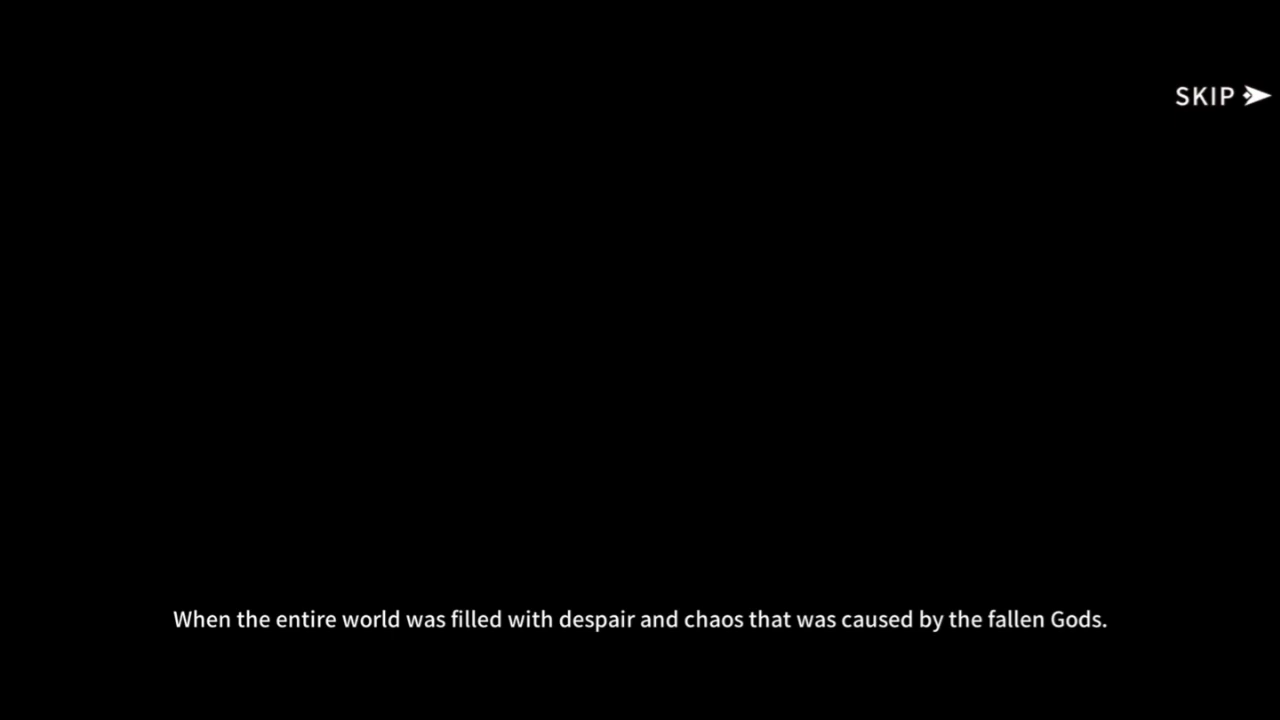 SKIP
When the entire world was filled with despair and chaos that was caused by the fallen Gods.